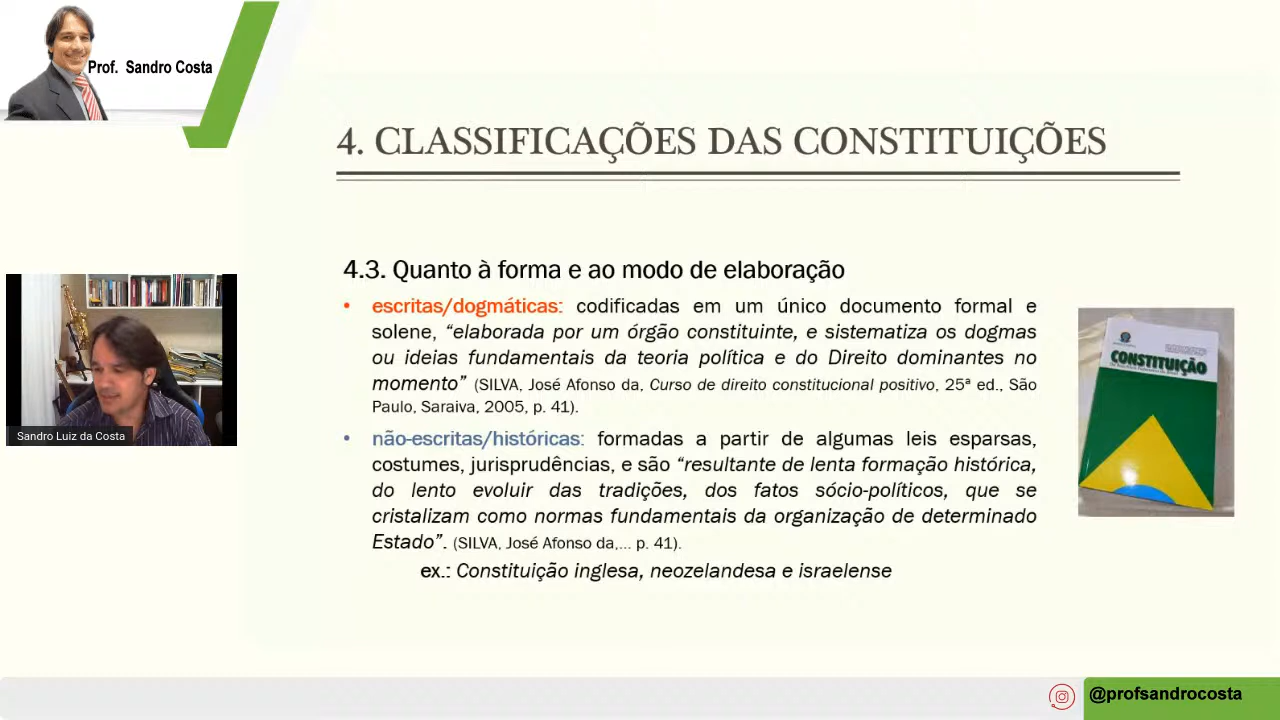 Prof. Sandro Costa
4. CLASSIFICAÇÕES DAS CONSTITUIÇÕES
4.3. Quanto à forma e ao modo de elaboração
• escritas/dogmáticas: codificadas em um único documento formal e
solene, “elaborada por um órgão constituinte, e sistematiza os dogmas
ou ideias fundamentais da teoria política e do Direito dominantes no
momento” (SILVA, José Afonso da, Curso de direito constitucional positivo, 25ª ed., São
Paulo, Saraiva, 2005, p. 41).
• não-escritas/históricas: formadas a partir de algumas leis esparsas,
costumes, jurisprudências, e são “resultante de lenta formação histórica,
do lento evoluir das tradições, dos fatos sócio-políticos, que se
cristalizam como normas fundamentais da organização de determinado
Estado”. (SILVA, José Afonso da,... p. 41).
ex.: Constituição inglesa, neozelandesa e israelense
CONSTITUIÇÃO
Sandro Luiz da Costa
@profsandrocosta